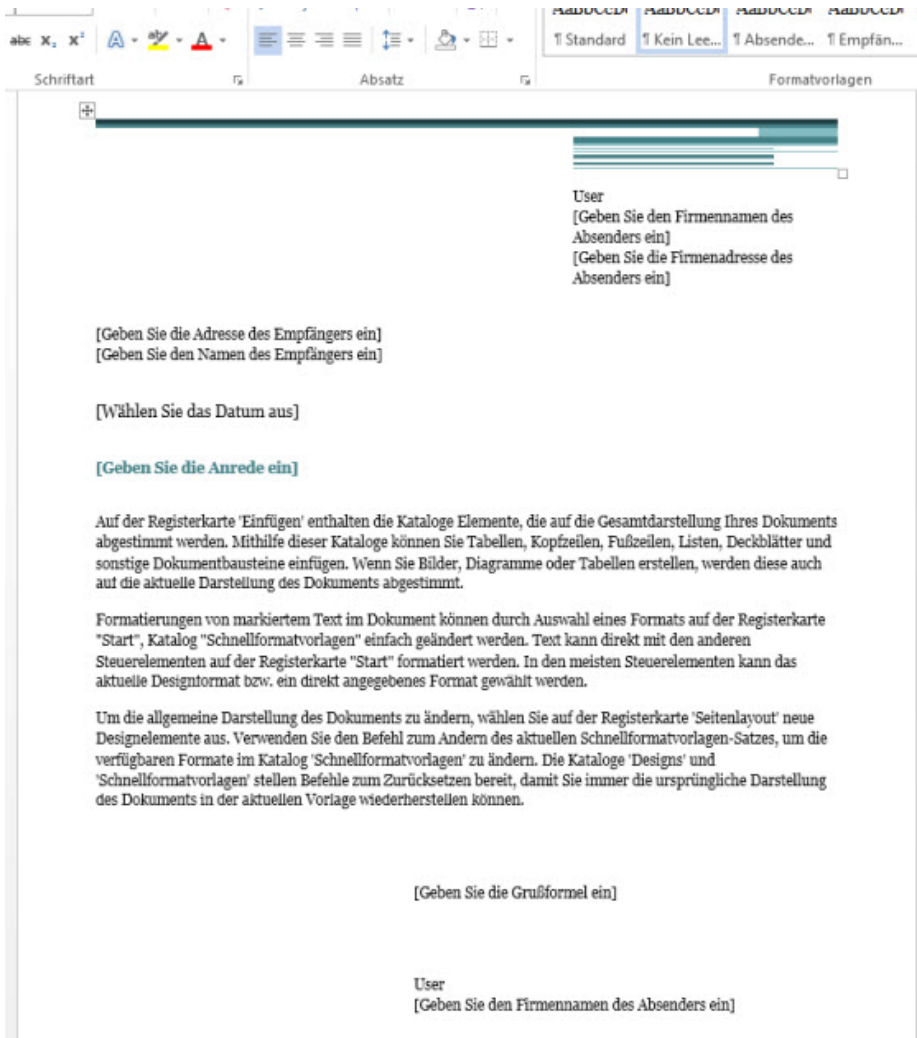 abc X₂ X² A aby A
Schriftart Absatz Formatvorlagen
AaBbCcDi AaBbCcDi AaBbCcDi AaBbCcDi
¶ Standard ¶ Kein Lee... ¶ Absende... ¶ Empfän...
User
[Geben Sie den Firmennamen des
Absenders ein]
[Geben Sie die Firmenadresse des
Absenders ein]
[Geben Sie die Adresse des Empfängers ein]
[Geben Sie den Namen des Empfängers ein]
[Wählen Sie das Datum aus]
[Geben Sie die Anrede ein]
Auf der Registerkarte 'Einfügen' enthalten die Kataloge Elemente, die auf die Gesamtdarstellung Ihres Dokuments
abgestimmt werden. Mithilfe dieser Kataloge können Sie Tabellen, Kopfzeilen, Fußzeilen, Listen, Deckblätter und
sonstige Dokumentbausteine einfügen. Wenn Sie Bilder, Diagramme oder Tabellen erstellen, werden diese auch
auf die aktuelle Darstellung des Dokuments abgestimmt.
Formatierungen von markiertem Text im Dokument können durch Auswahl eines Formats auf der Registerkarte
"Start", Katalog "Schnellformatvorlagen" einfach geändert werden. Text kann direkt mit den anderen
Steuerelementen auf der Registerkarte "Start" formatiert werden. In den meisten Steuerelementen kann das
aktuelle Designformat bzw. ein direkt angegebenes Format gewählt werden.
Um die allgemeine Darstellung des Dokuments zu ändern, wählen Sie auf der Registerkarte 'Seitenlayout' neue
Designelemente aus. Verwenden Sie den Befehl zum Ändern des aktuellen Schnellformatvorlagen-Satzes, um die
verfügbaren Formate im Katalog 'Schnellformatvorlagen' zu ändern. Die Kataloge 'Designs' und
'Schnellformatvorlagen' stellen Befehle zum Zurücksetzen bereit, damit Sie immer die ursprüngliche Darstellung
des Dokuments in der aktuellen Vorlage wiederherstellen können.
[Geben Sie die Grußformel ein]
User
[Geben Sie den Firmennamen des Absenders ein]